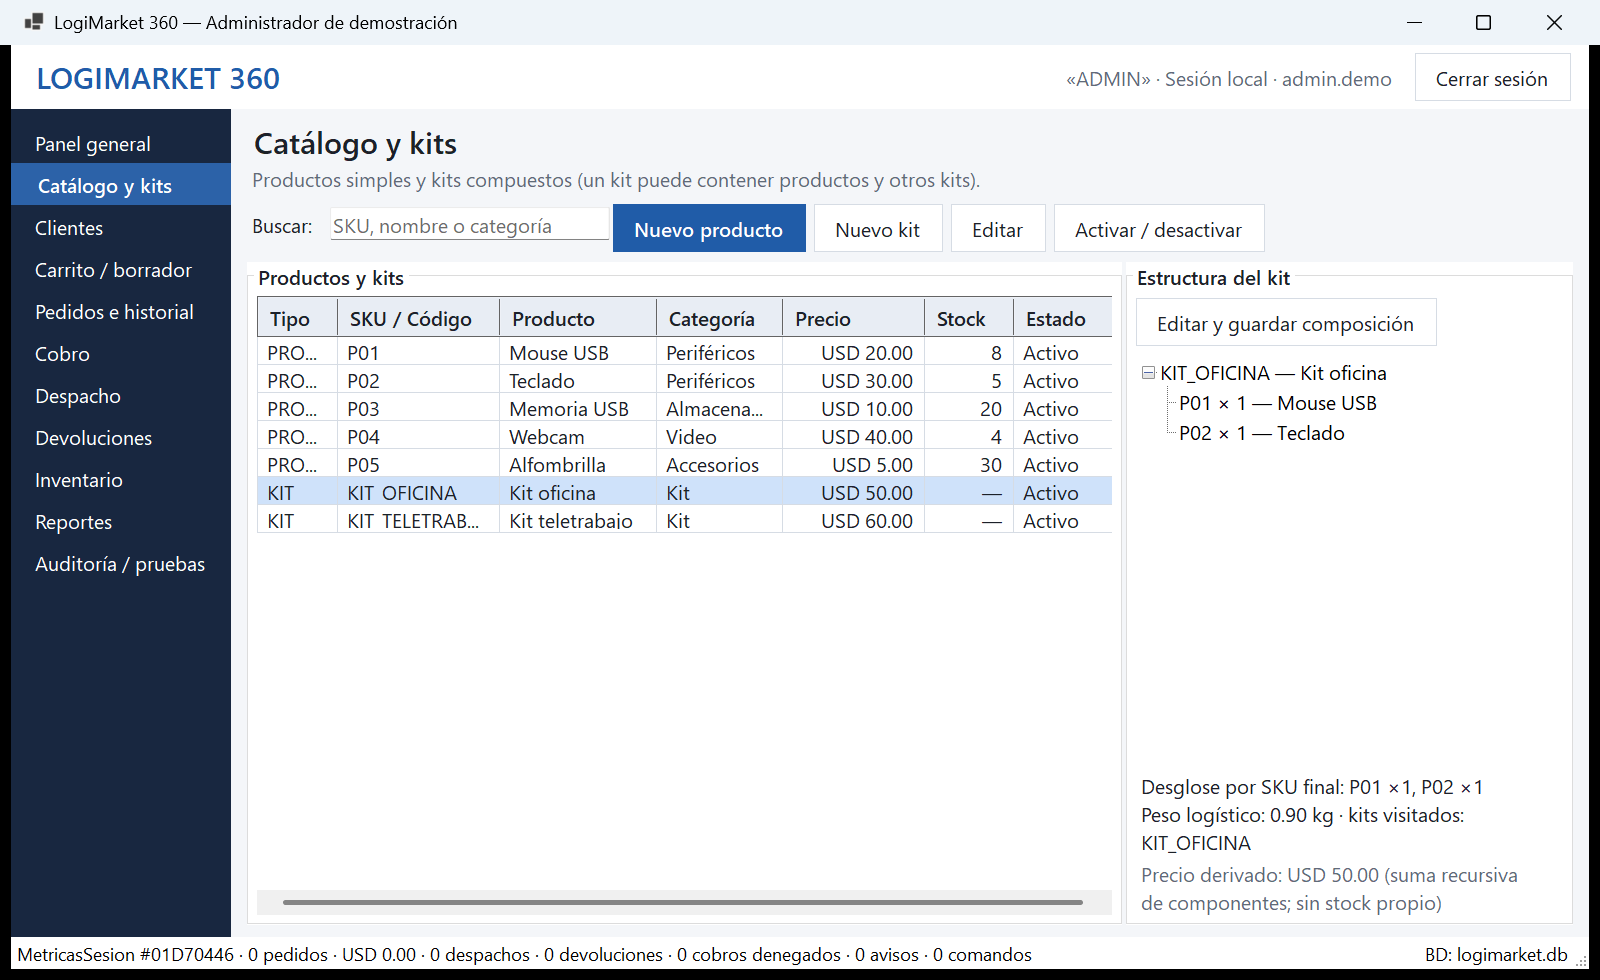 LogiMarket 360 — Administrador de demostración
LOGIMARKET 360
«ADMIN» · Sesión local · admin.demo
Cerrar sesión
Panel general
Catálogo y kits
Clientes
Carrito / borrador
Pedidos e historial
Cobro
Despacho
Devoluciones
Inventario
Reportes
Auditoría / pruebas
Catálogo y kits
Productos simples y kits compuestos (un kit puede contener productos y otros kits).
Buscar: SKU, nombre o categoría Nuevo producto Nuevo kit Editar Activar / desactivar
Productos y kits
Tipo SKU / Código Producto Categoría Precio Stock Estado
PRO... P01 Mouse USB Periféricos USD 20.00 8 Activo
PRO... P02 Teclado Periféricos USD 30.00 5 Activo
PRO... P03 Memoria USB Almacena... USD 10.00 20 Activo
PRO... P04 Webcam Video USD 40.00 4 Activo
PRO... P05 Alfombrilla Accesorios USD 5.00 30 Activo
KIT KIT_OFICINA Kit oficina Kit USD 50.00 — Activo
KIT KIT_TELETRAB... Kit teletrabajo Kit USD 60.00 — Activo
Estructura del kit
Editar y guardar composición
KIT_OFICINA — Kit oficina
P01 × 1 — Mouse USB
P02 × 1 — Teclado
Desglose por SKU final: P01 ×1, P02 ×1
Peso logístico: 0.90 kg · kits visitados:
KIT_OFICINA
Precio derivado: USD 50.00 (suma recursiva
de componentes; sin stock propio)
MetricasSesion #01D70446 · 0 pedidos · USD 0.00 · 0 despachos · 0 devoluciones · 0 cobros denegados · 0 avisos · 0 comandos
BD: logimarket.db